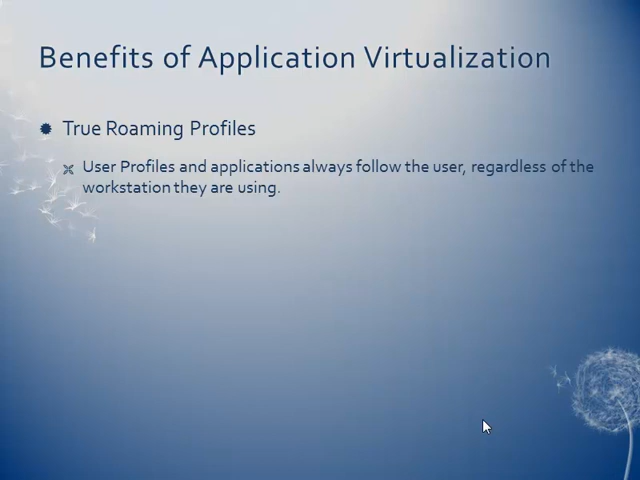 Benefits of Application Virtualization
True Roaming Profiles
User Profiles and applications always follow the user, regardless of the
workstation they are using.